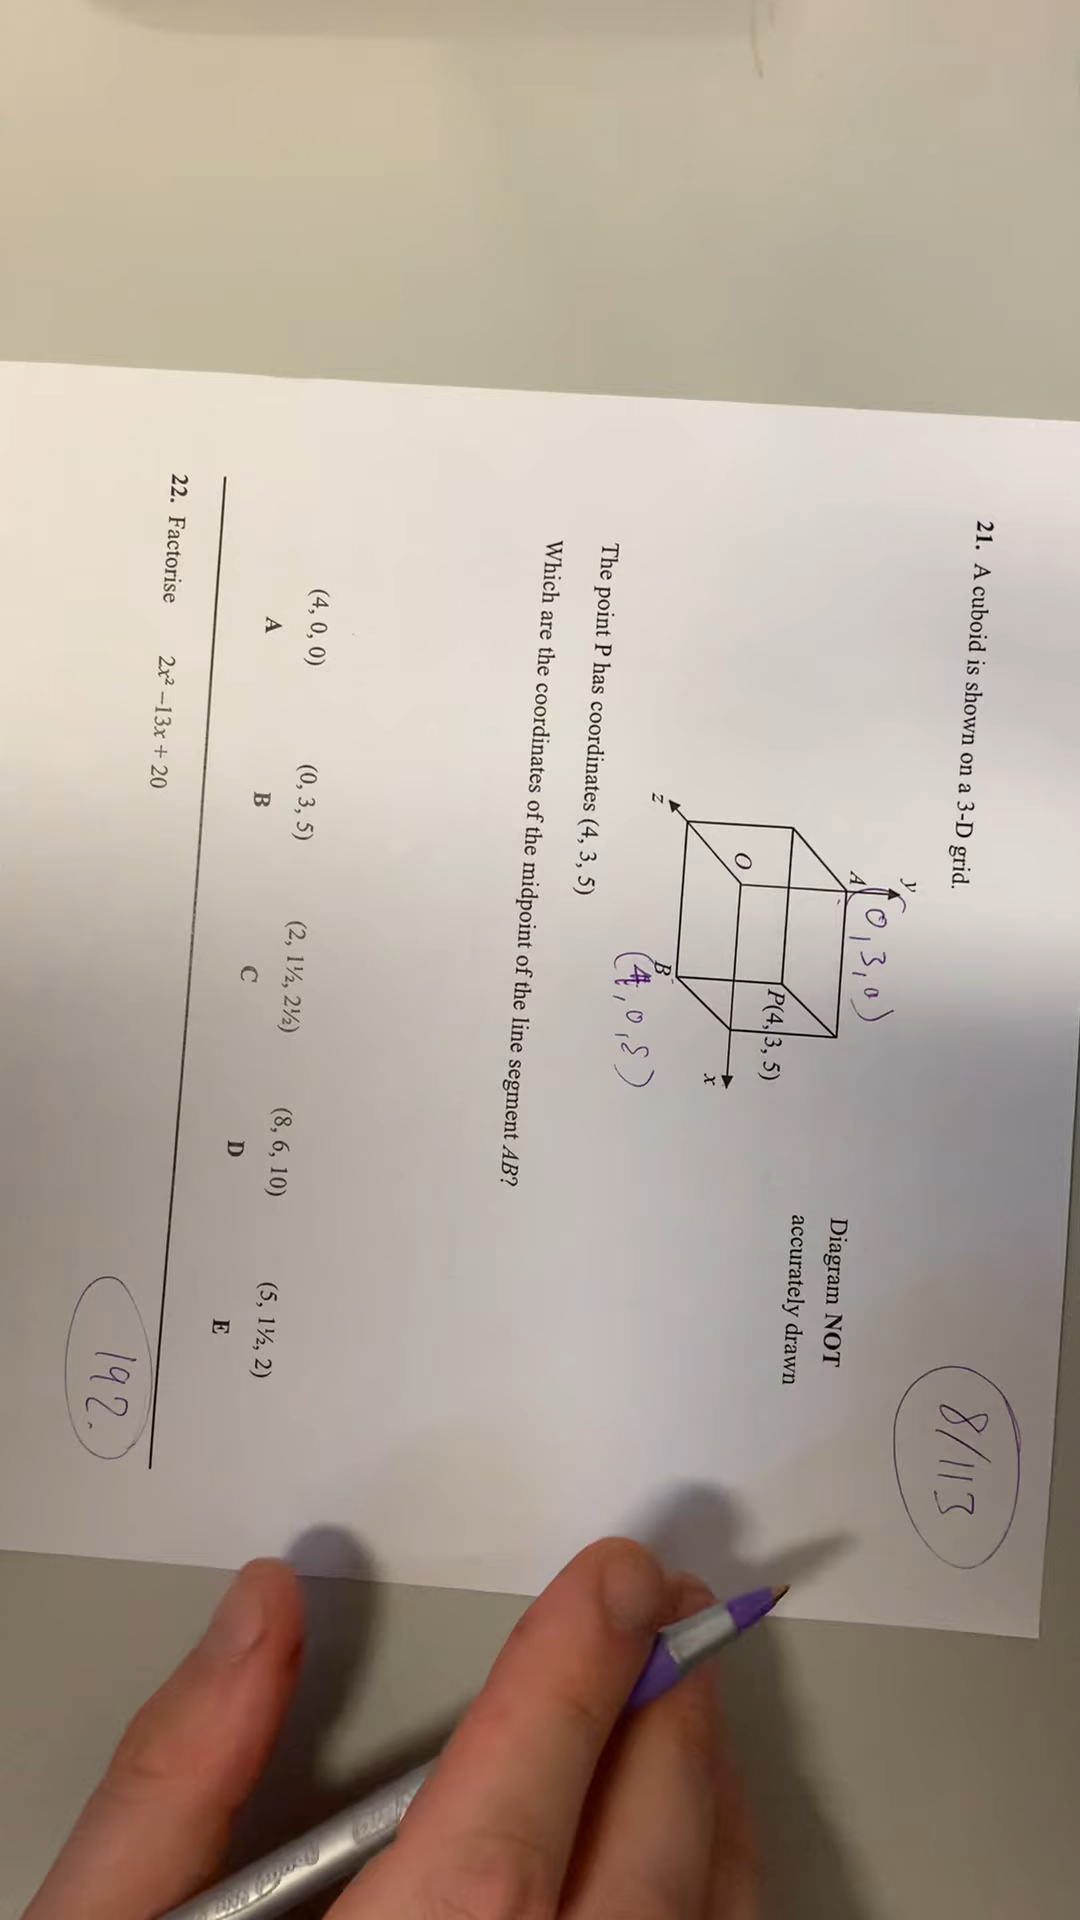 8/113
21. A cuboid is shown on a 3-D grid.
Diagram NOT
accurately drawn
y
A (0,3,0)
P(4, 3, 5)
O
x
z
B
(4,0,5)
The point P has coordinates (4, 3, 5)
Which are the coordinates of the midpoint of the line segment AB?
(4, 0, 0) (0, 3, 5) (2, 1½, 2½) (8, 6, 10) (5, 1½, 2)
A B C D E
22. Factorise 2x² –13x + 20
192.